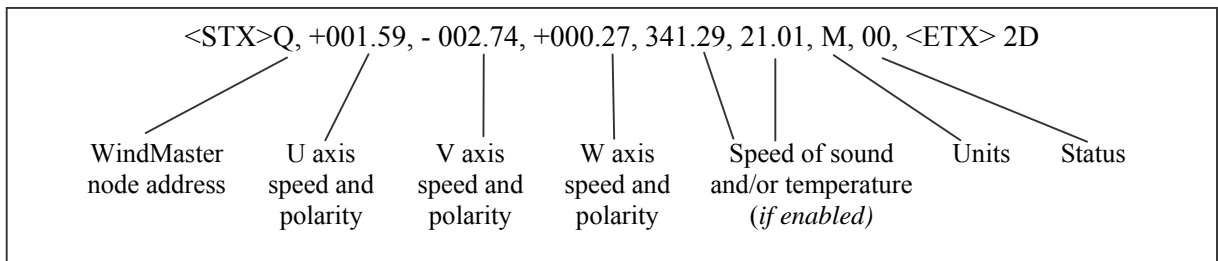 <STX>Q, +001.59, - 002.74, +000.27, 341.29, 21.01, M, 00, <ETX> 2D
WindMaster
node address
U axis
speed and
polarity
V axis
speed and
polarity
W axis
speed and
polarity
Speed of sound
and/or temperature
(if enabled)
Units
Status